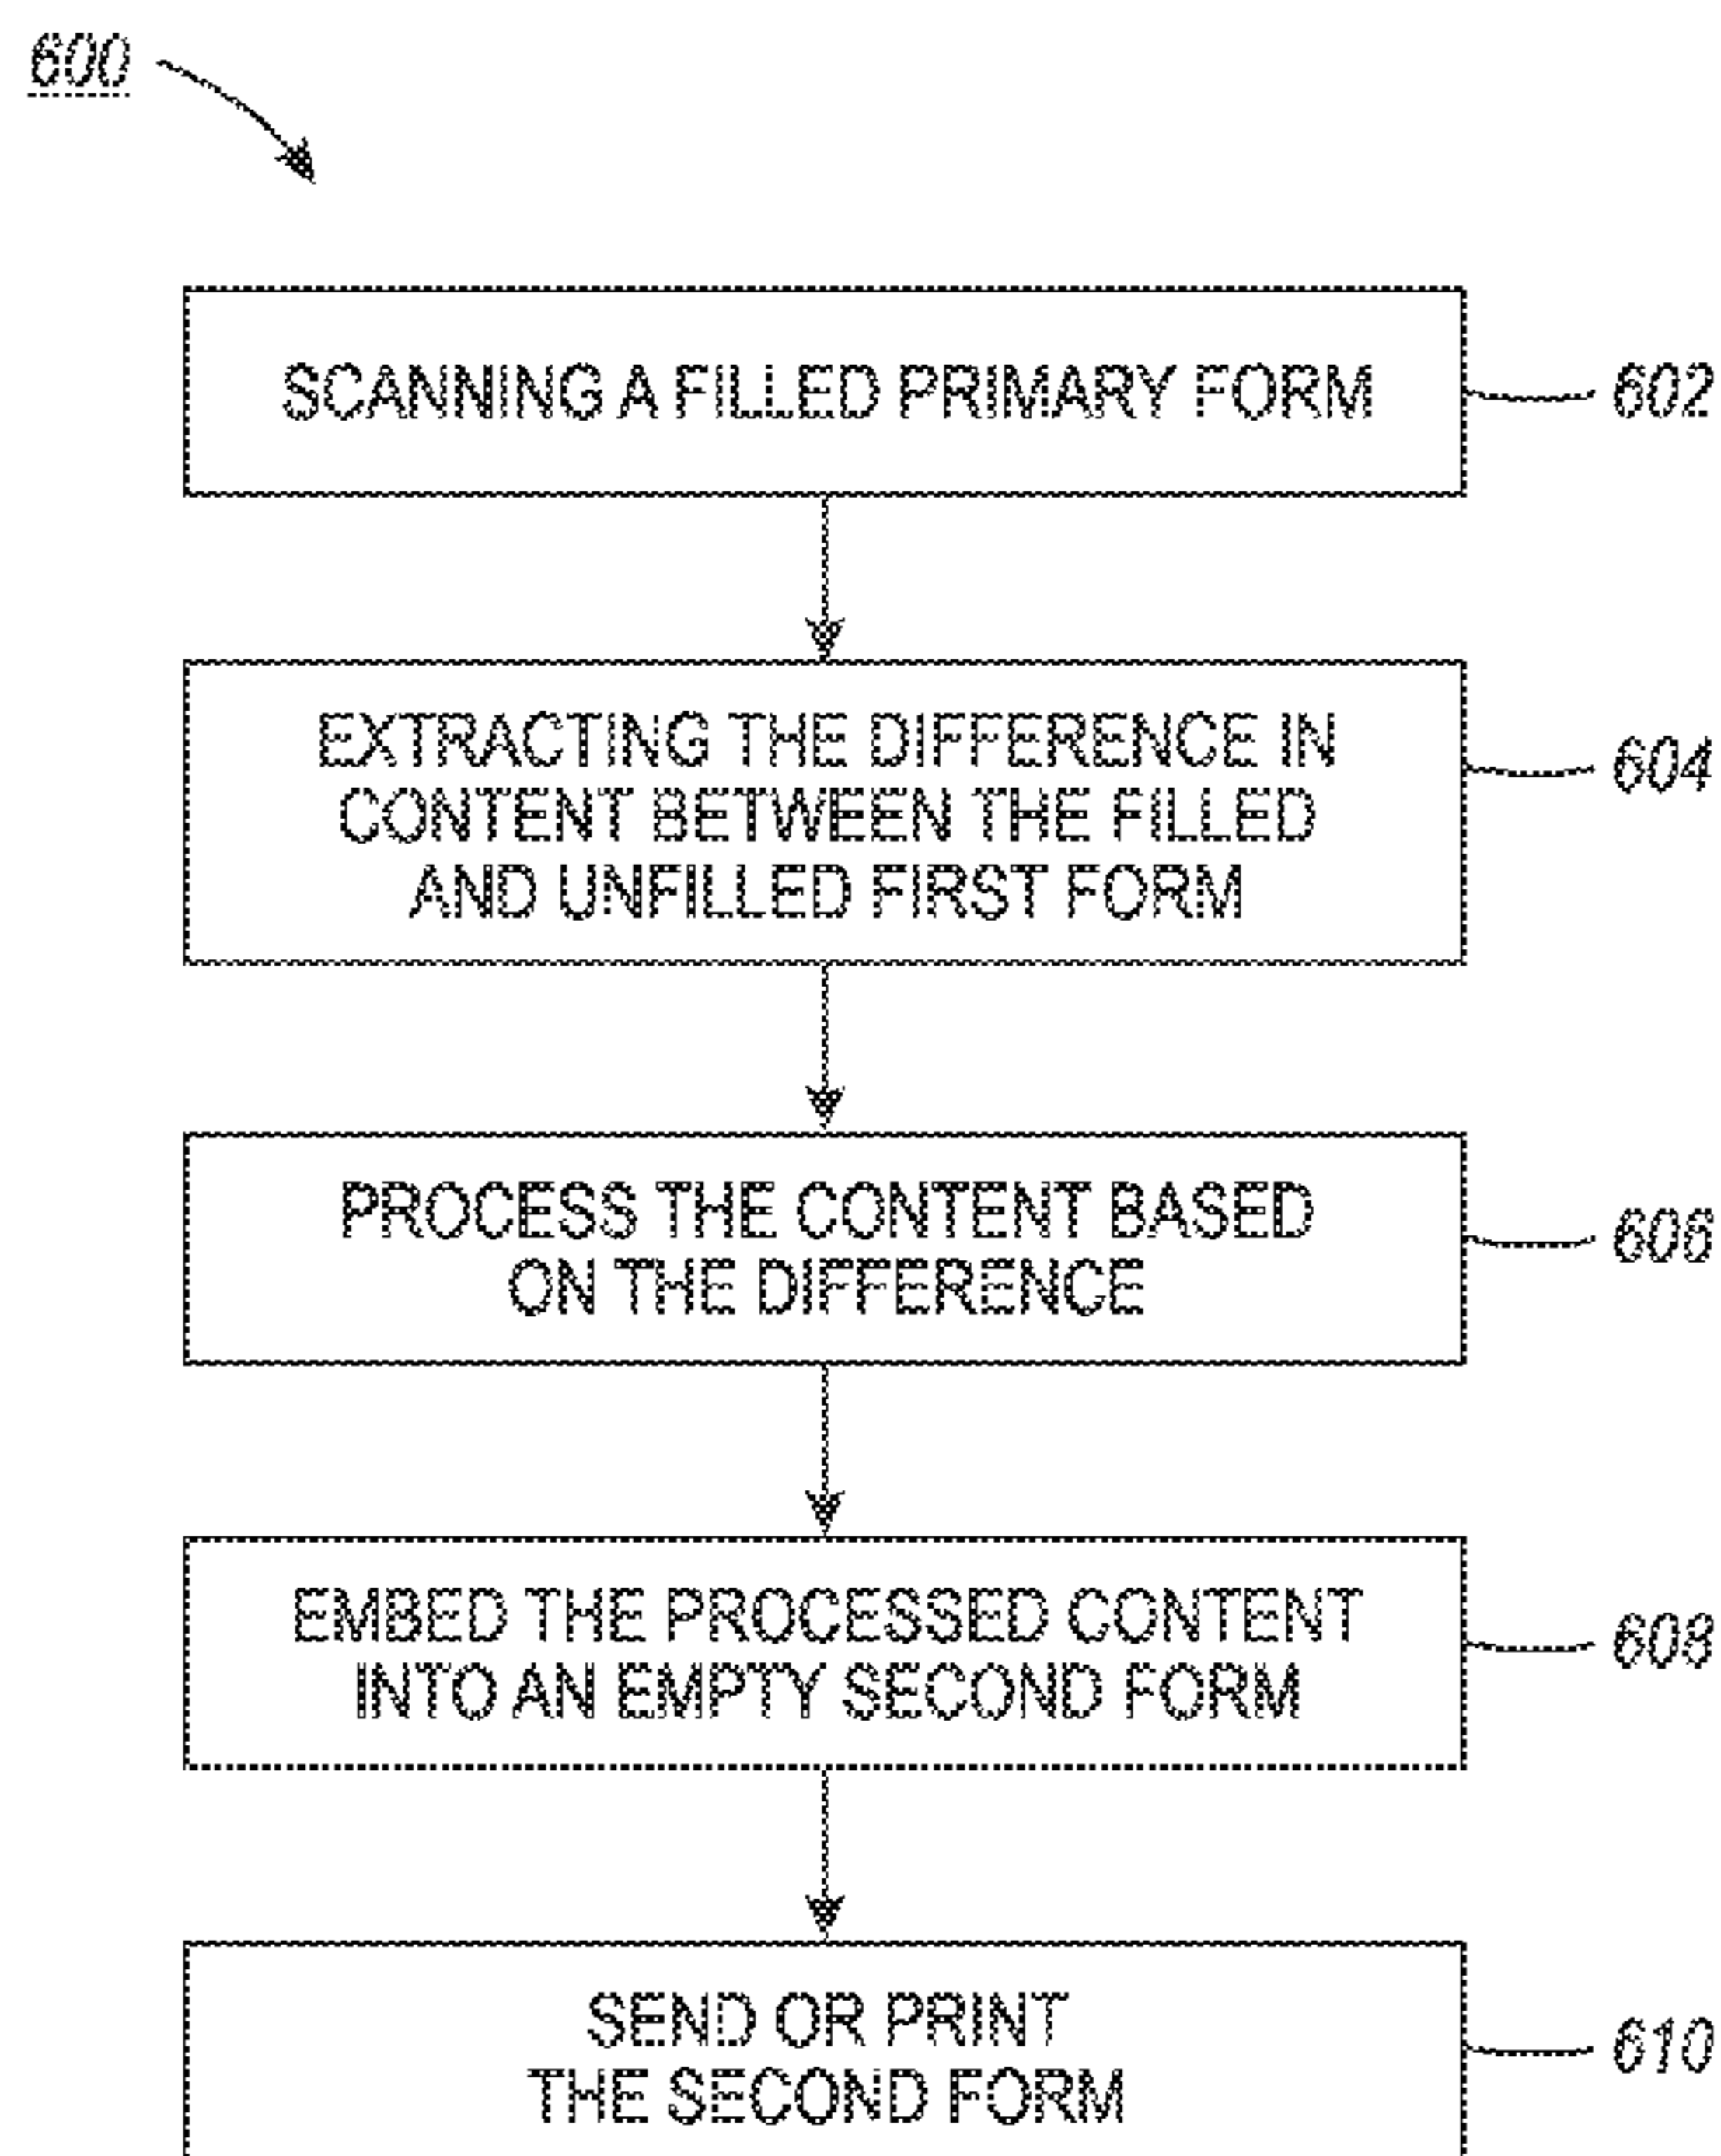 600
SCANNING A FILLED PRIMARY FORM
602
EXTRACTING THE DIFFERENCE IN
CONTENT BETWEEN THE FILLED
AND UNFILLED FIRST FORM
604
PROCESS THE CONTENT BASED
ON THE DIFFERENCE
606
EMBED THE PROCESSED CONTENT
INTO AN EMPTY SECOND FORM
608
SEND OR PRINT
THE SECOND FORM
610